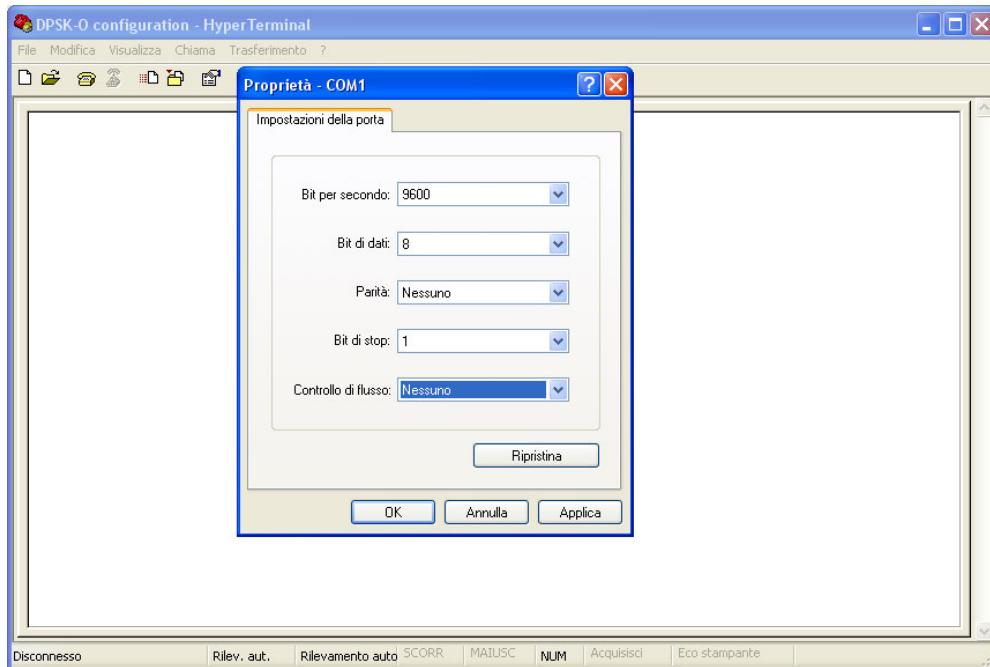 DPSK-O configuration - HyperTerminal
File Modifica Visualizza Chiama Trasferimento ?
Proprietà - COM1
Impostazioni della porta
Bit per secondo: 9600
Bit di dati: 8
Parità: Nessuno
Bit di stop: 1
Controllo di flusso: Nessuno
Ripristina
OK Annulla Applica
Disconnesso Rilev. aut. Rilevamento auto SCORR MAIUSC NUM Acquisisci Eco stampante